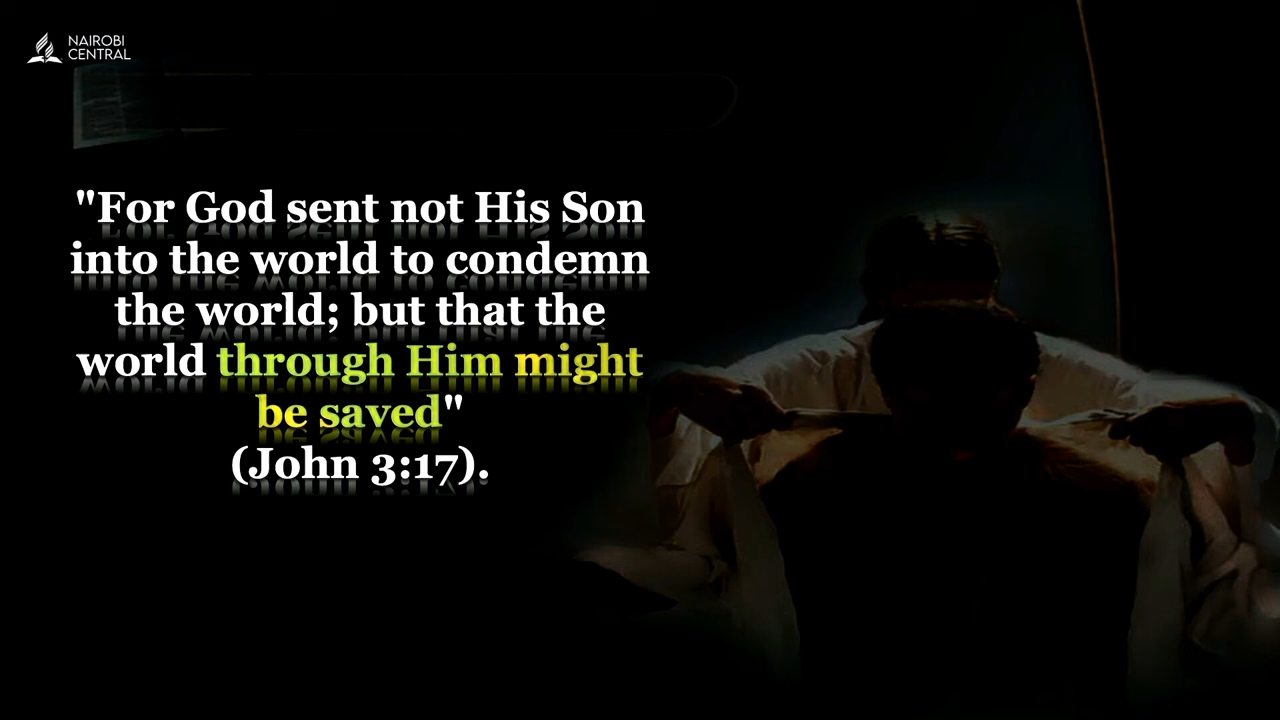 NAIROBI
CENTRAL
"For God sent not His Son
into the world to condemn
the world; but that the
world through Him might
be saved"
(John 3:17).